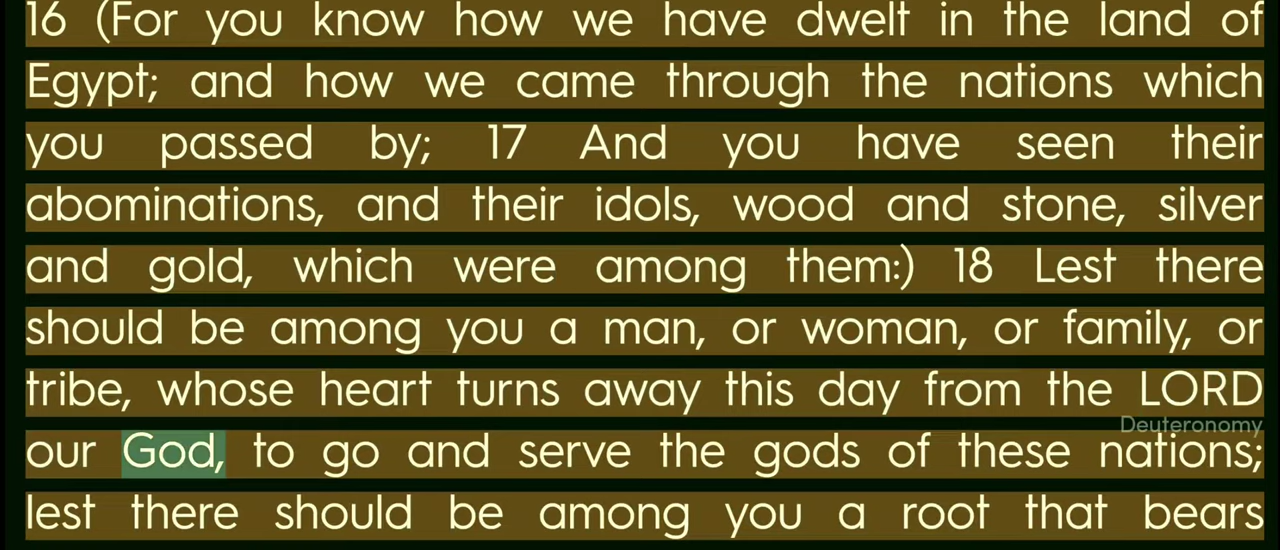 16 (For you know how we have dwelt in the land of
Egypt; and how we came through the nations which
you passed by; 17 And you have seen their
abominations, and their idols, wood and stone, silver
and gold, which were among them:) 18 Lest there
should be among you a man, or woman, or family, or
tribe, whose heart turns away this day from the LORD
Deuteronomy
our God, to go and serve the gods of these nations;
lest there should be among you a root that bears